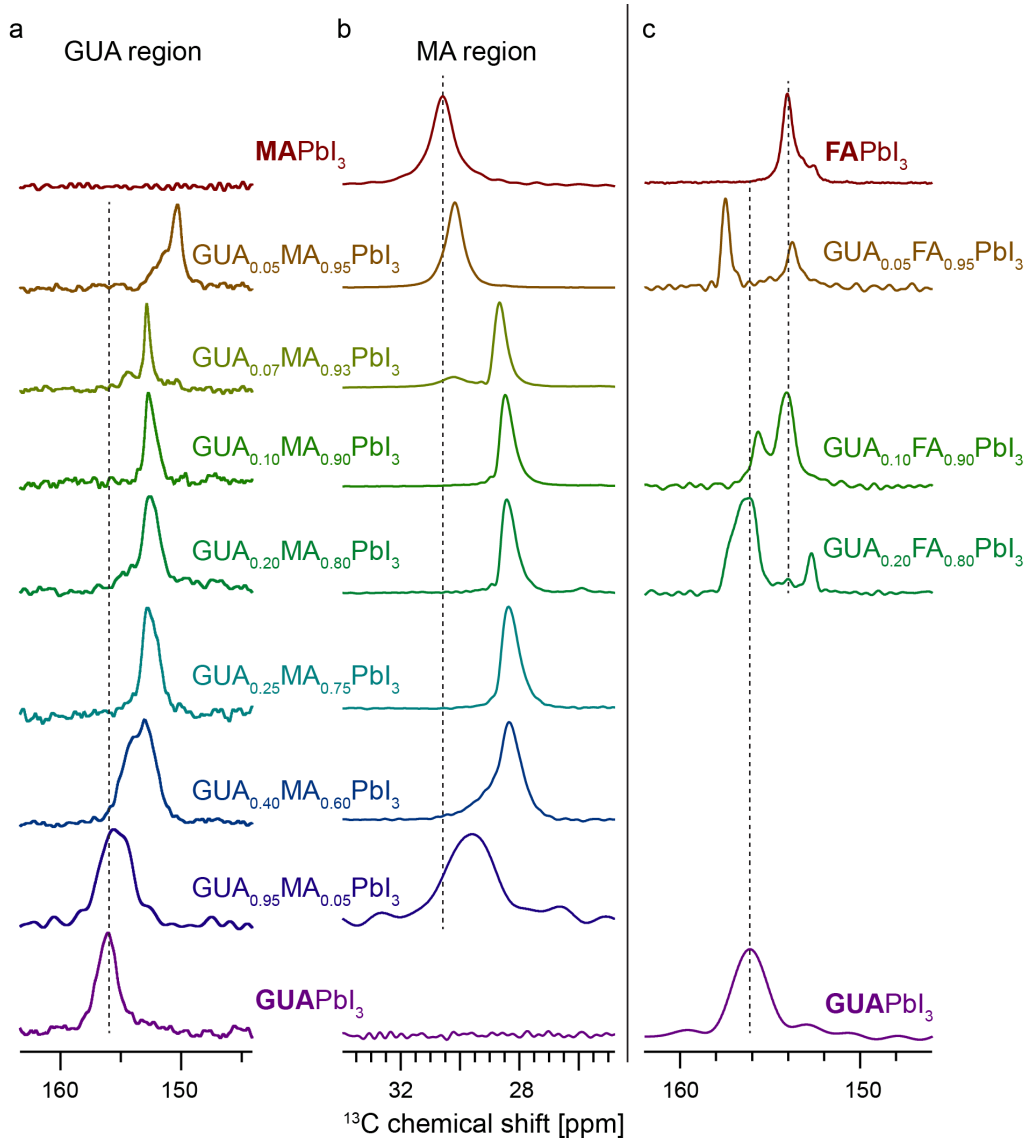 a
b
c
GUA region
MA region
MAPbI₃
FAPbI₃
GUA₀.₀₅MA₀.₉₅PbI₃
GUA₀.₀₅FA₀.₉₅PbI₃
GUA₀.₀₇MA₀.₉₃PbI₃
GUA₀.₁₀MA₀.₉₀PbI₃
GUA₀.₁₀FA₀.₉₀PbI₃
GUA₀.₂₀MA₀.₈₀PbI₃
GUA₀.₂₀FA₀.₈₀PbI₃
GUA₀.₂₅MA₀.₇₅PbI₃
GUA₀.₄₀MA₀.₆₀PbI₃
GUA₀.₉₅MA₀.₀₅PbI₃
GUAPbI₃
GUAPbI₃
160 150
32 28
160 150
¹³C chemical shift [ppm]